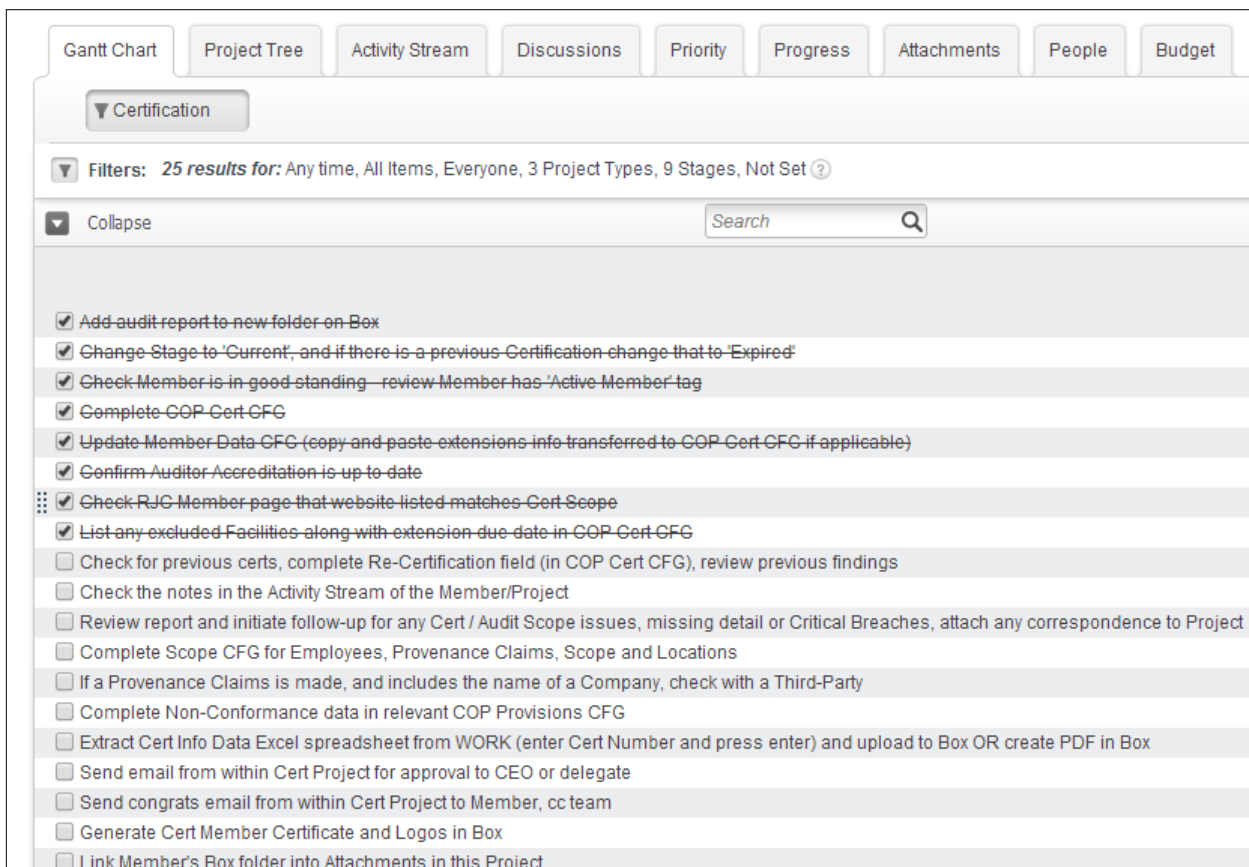 Gantt Chart Project Tree Activity Stream Discussions Priority Progress Attachments People Budget
Certification
Filters: 25 results for: Any time, All Items, Everyone, 3 Project Types, 9 Stages, Not Set ?
Collapse Search
Add audit report to new folder on Box
Change Stage to 'Current', and if there is a previous Certification change that to 'Expired'
Check Member is in good standing - review Member has 'Active Member' tag
Complete COP Cert CFG
Update Member Data CFG (copy and paste extensions info transferred to COP Cert CFG if applicable)
Confirm Auditor Accreditation is up to date
Check RJC Member page that website listed matches Cert Scope
List any excluded Facilities along with extension due date in COP Cert CFG
Check for previous certs, complete Re-Certification field (in COP Cert CFG), review previous findings
Check the notes in the Activity Stream of the Member/Project
Review report and initiate follow-up for any Cert / Audit Scope issues, missing detail or Critical Breaches, attach any correspondence to Project
Complete Scope CFG for Employees, Provenance Claims, Scope and Locations
If a Provenance Claims is made, and includes the name of a Company, check with a Third-Party
Complete Non-Conformance data in relevant COP Provisions CFG
Extract Cert Info Data Excel spreadsheet from WORK (enter Cert Number and press enter) and upload to Box OR create PDF in Box
Send email from within Cert Project for approval to CEO or delegate
Send congrats email from within Cert Project to Member, cc team
Generate Cert Member Certificate and Logos in Box
Link Member's Box folder into Attachments in this Project